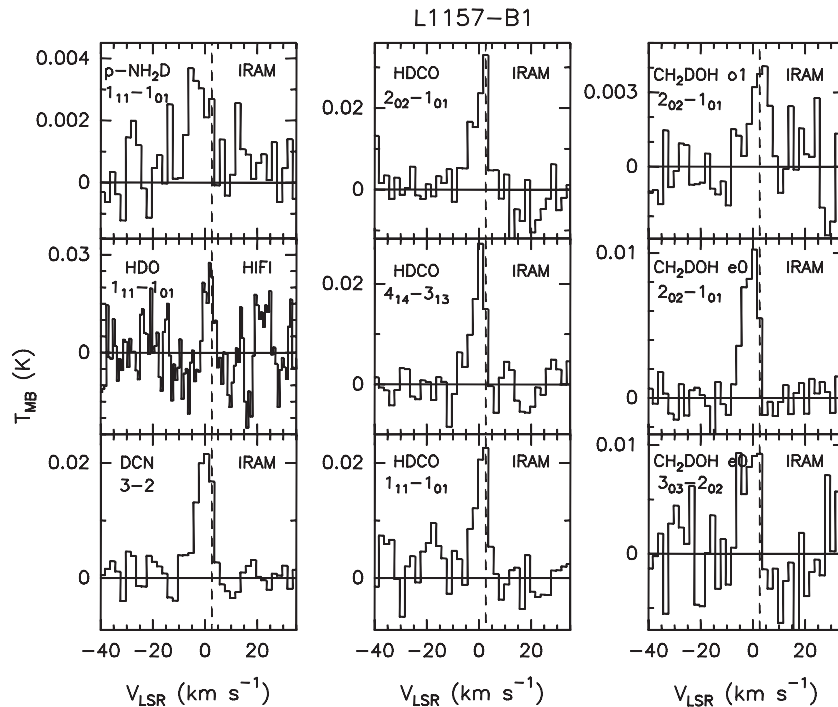 L1157−B1
p−NH₂D IRAM
1₁₁−1₀₁
0.004
0.002
0
HDCO IRAM
2₀₂−1₀₁
0.02
0
CH₂DOH o1 IRAM
2₀₂−1₀₁
0.003
0
HDO HIFI
1₁₁−1₀₁
0.03
0
HDCO IRAM
4₁₄−3₁₃
0.02
0
CH₂DOH e0 IRAM
2₀₂−1₀₁
0.01
0
DCN IRAM
3−2
0.02
0
HDCO IRAM
1₁₁−1₀₁
0.02
0
CH₂DOH e0 IRAM
3₀₃−2₀₂
0.01
0
T_MB (K)
−40 −20 0 20
−40 −20 0 20
−40 −20 0 20
V_LSR (km s⁻¹)
V_LSR (km s⁻¹)
V_LSR (km s⁻¹)